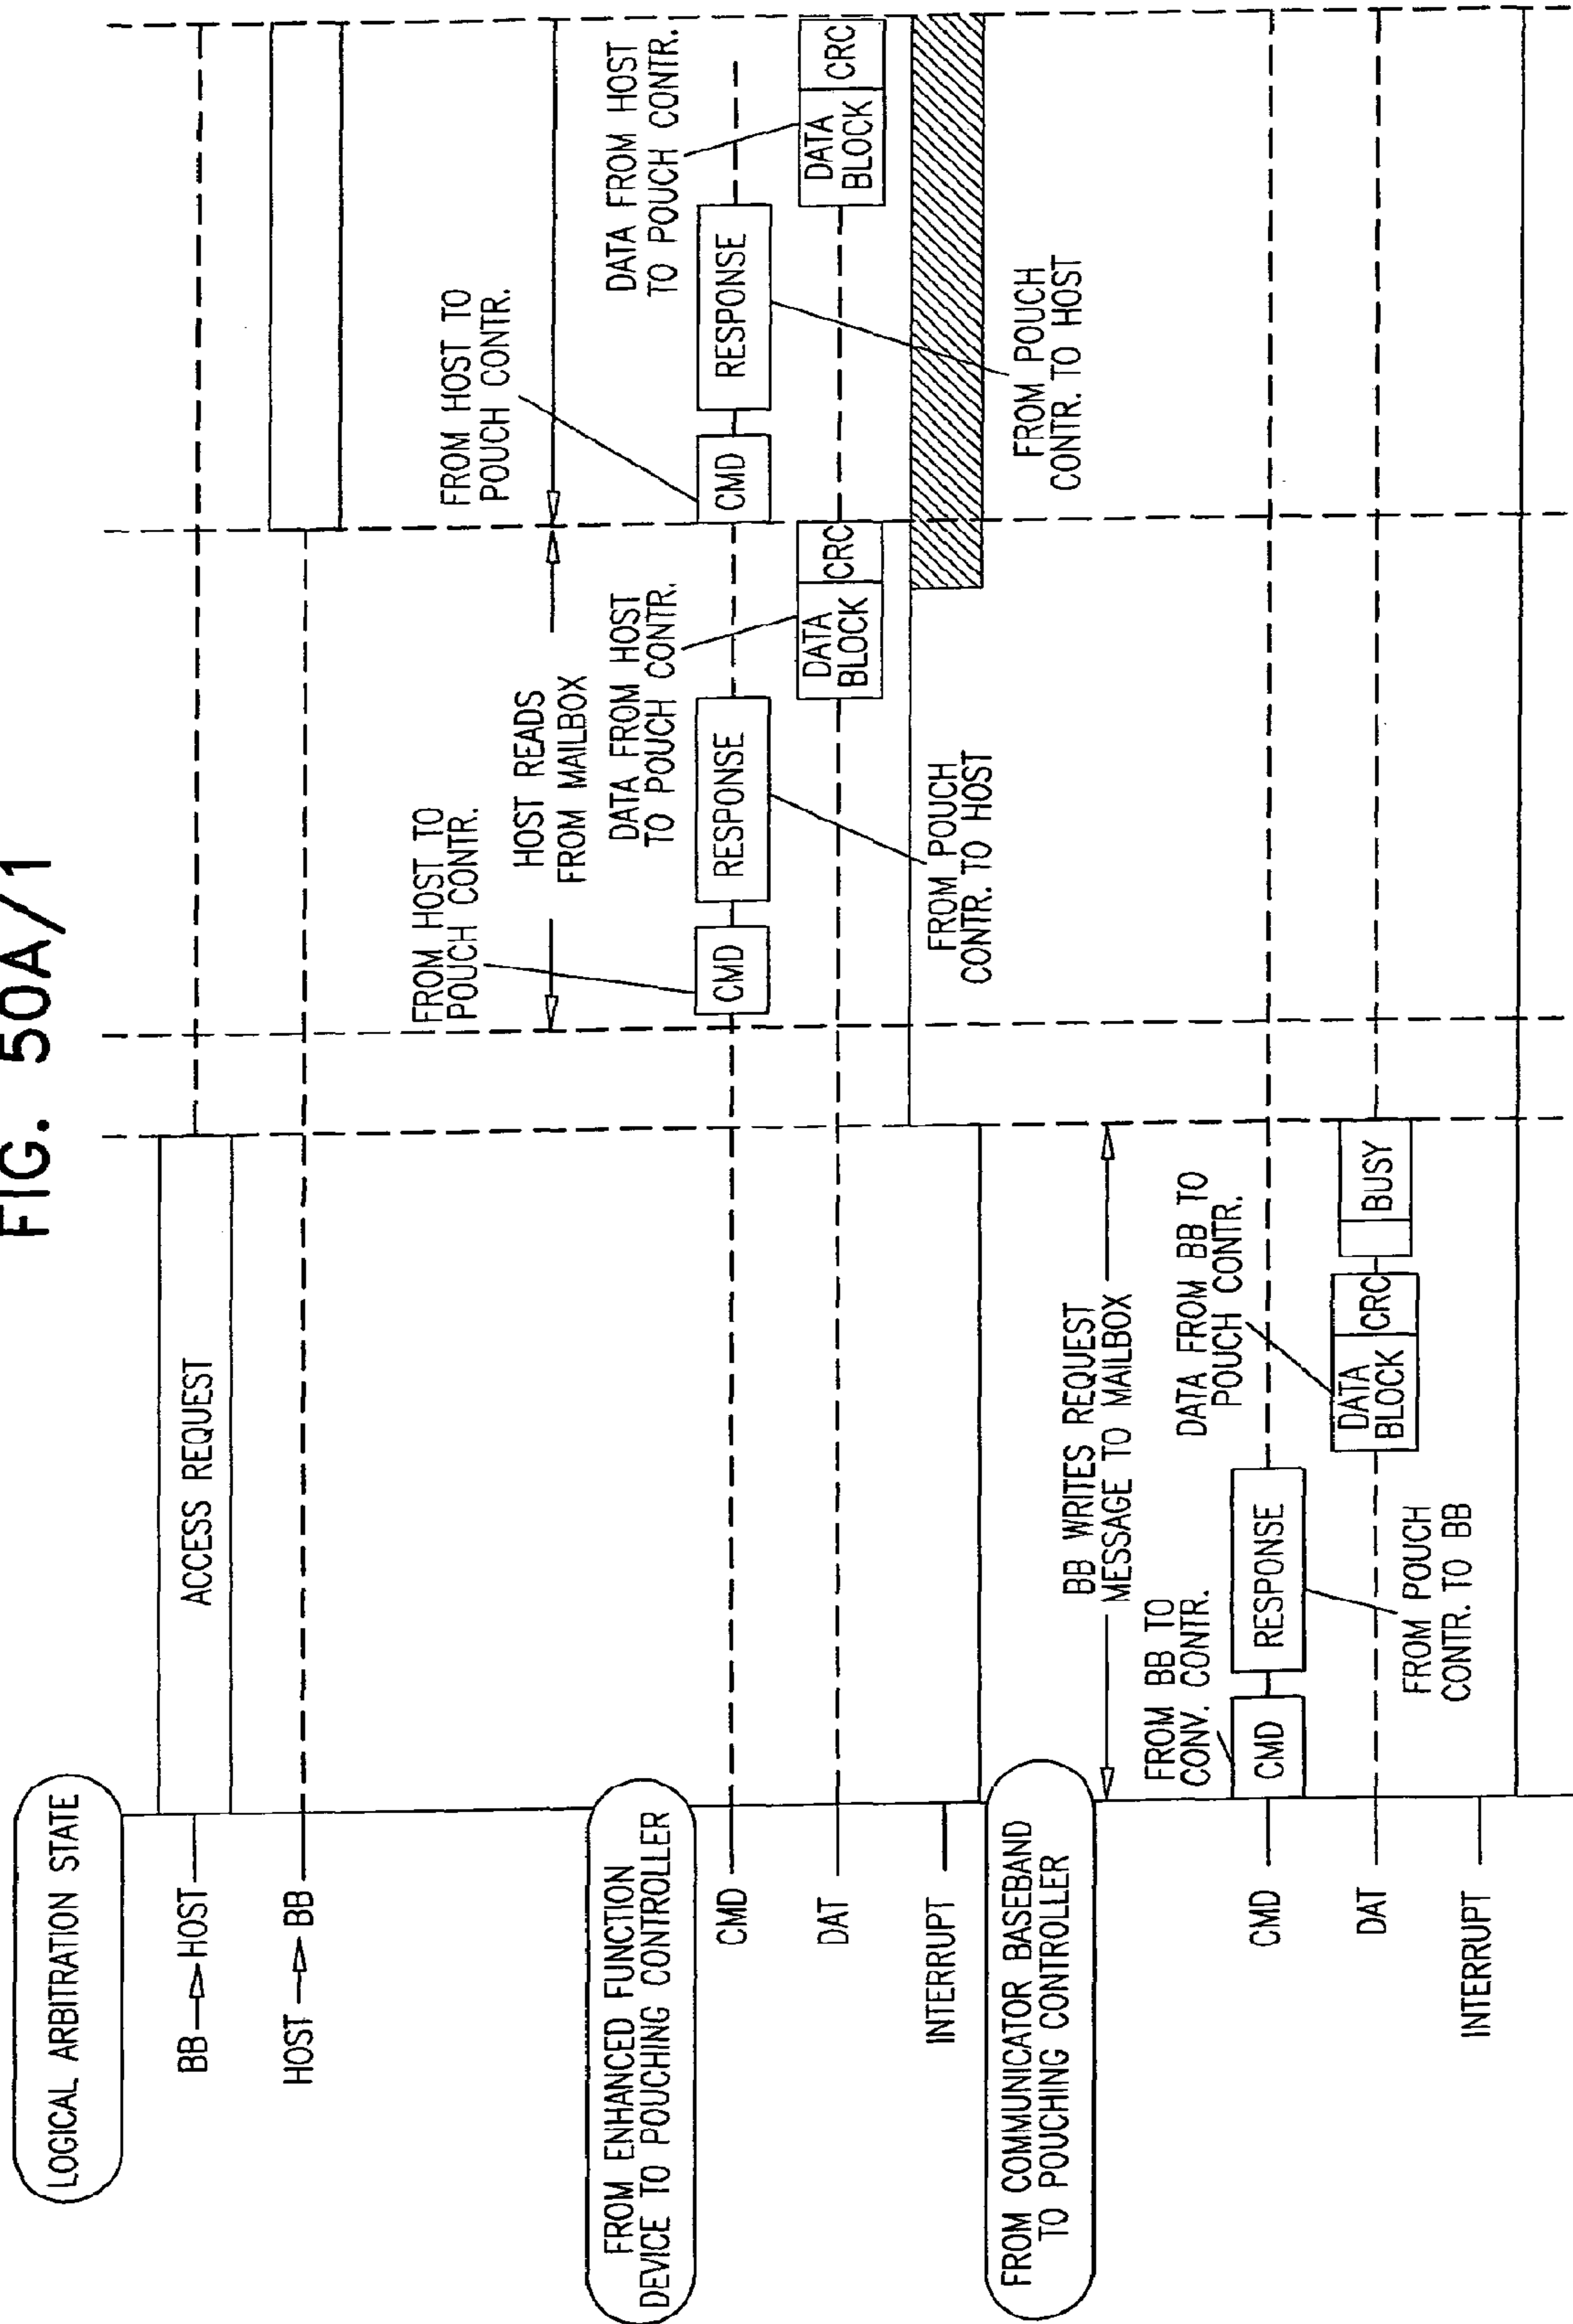 FIG. 50A/1
LOGICAL ARBITRATION STATE
BB → HOST
ACCESS REQUEST
HOST → BB
FROM HOST TO
POUCH CONTR.
FROM HOST TO
POUCH CONTR.
HOST READS
FROM MAILBOX
DATA FROM HOST
TO POUCH CONTR.
DATA FROM HOST
TO POUCH CONTR.
FROM ENHANCED FUNCTION
DEVICE TO POUCHING CONTROLLER
CMD
CMD
RESPONSE
CMD
RESPONSE
DAT
DATA
BLOCK
CRC
DATA
BLOCK
CRC
INTERRUPT
FROM POUCH
CONTR. TO HOST
FROM POUCH
CONTR. TO HOST
FROM COMMUNICATOR BASEBAND
TO POUCHING CONTROLLER
BB WRITES REQUEST
MESSAGE TO MAILBOX
FROM BB TO
CONV. CONTR.
DATA FROM BB TO
POUCH CONTR.
CMD
CMD
RESPONSE
DAT
DATA
BLOCK
CRC
BUSY
FROM POUCH
CONTR. TO BB
INTERRUPT